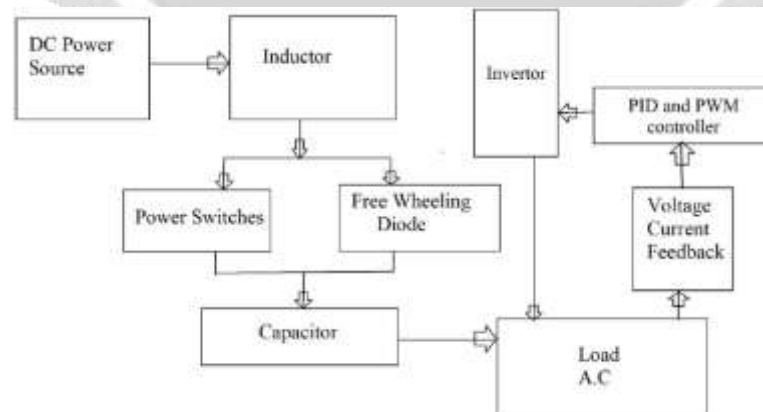 DC Power
Source
Inductor
Invertor
PID and PWM
controller
Power Switches
Free Wheeling
Diode
Voltage
Current
Feedback
Capacitor
Load
A.C